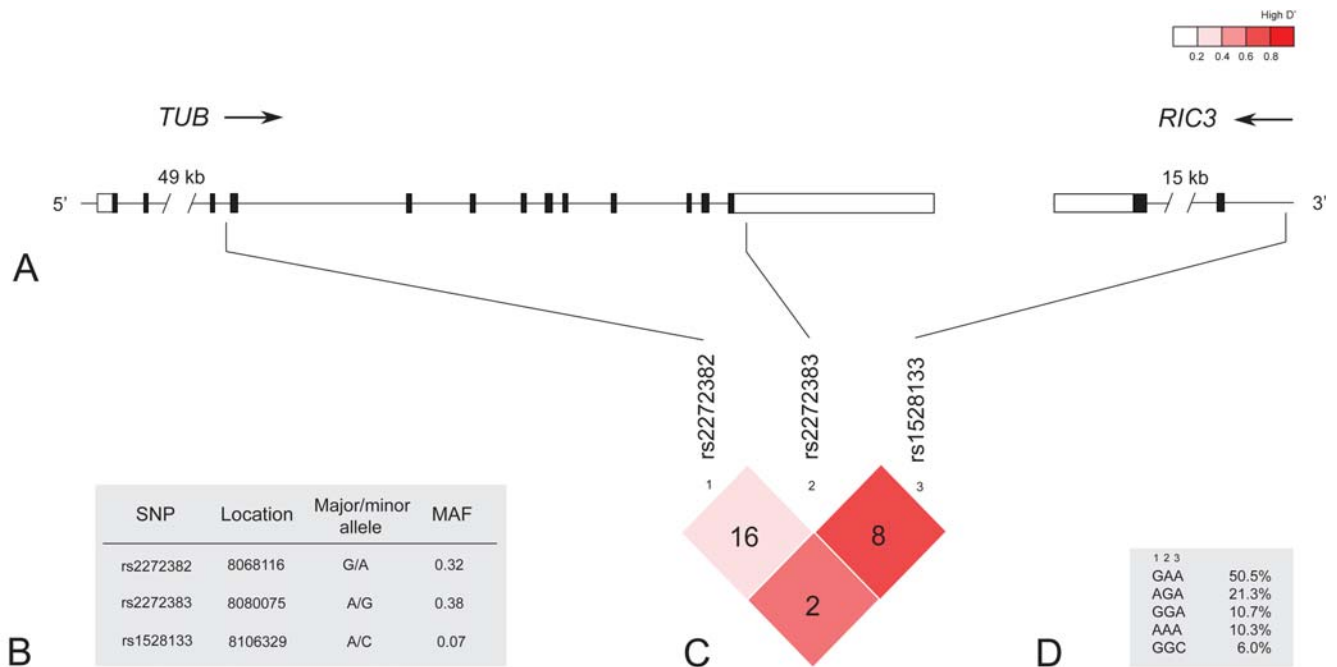 High D'
0.2 0.4 0.6 0.8
TUB
RIC3
49 kb
15 kb
5'
3'
A
rs2272382
rs2272383
rs1528133
1 2 3
16
8
2
SNP Location Major/minor allele MAF
rs2272382 8068116 G/A 0.32
rs2272383 8080075 A/G 0.38
rs1528133 8106329 A/C 0.07
B
C
1 2 3
GAA 50.5%
AGA 21.3%
GGA 10.7%
AAA 10.3%
GGC 6.0%
D